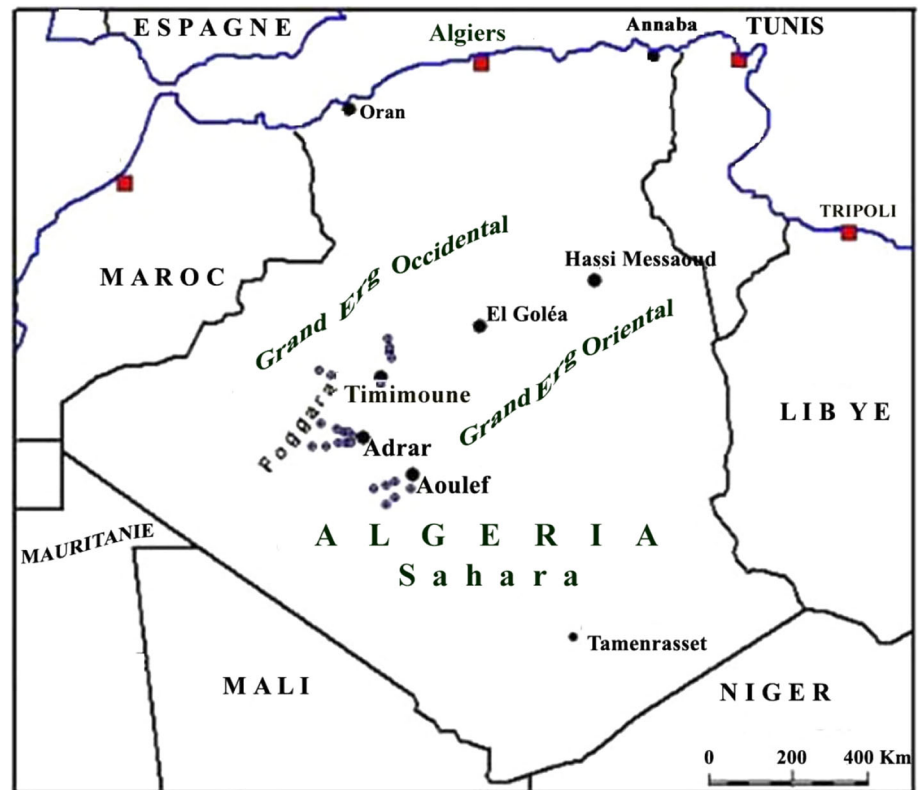 ESPAGNE
Algiers
Annaba
TUNIS
Oran
TRIPOLI
MAROC
Grand Erg Occidental
Hassi Messaoud
El Goléa
Grand Erg Oriental
Timimoune
Foggara
LIBYE
Adrar
Aoulef
ALGERIA
Sahara
MAURITANIE
Tamenrasset
MALI
NIGER
0 200 400 Km